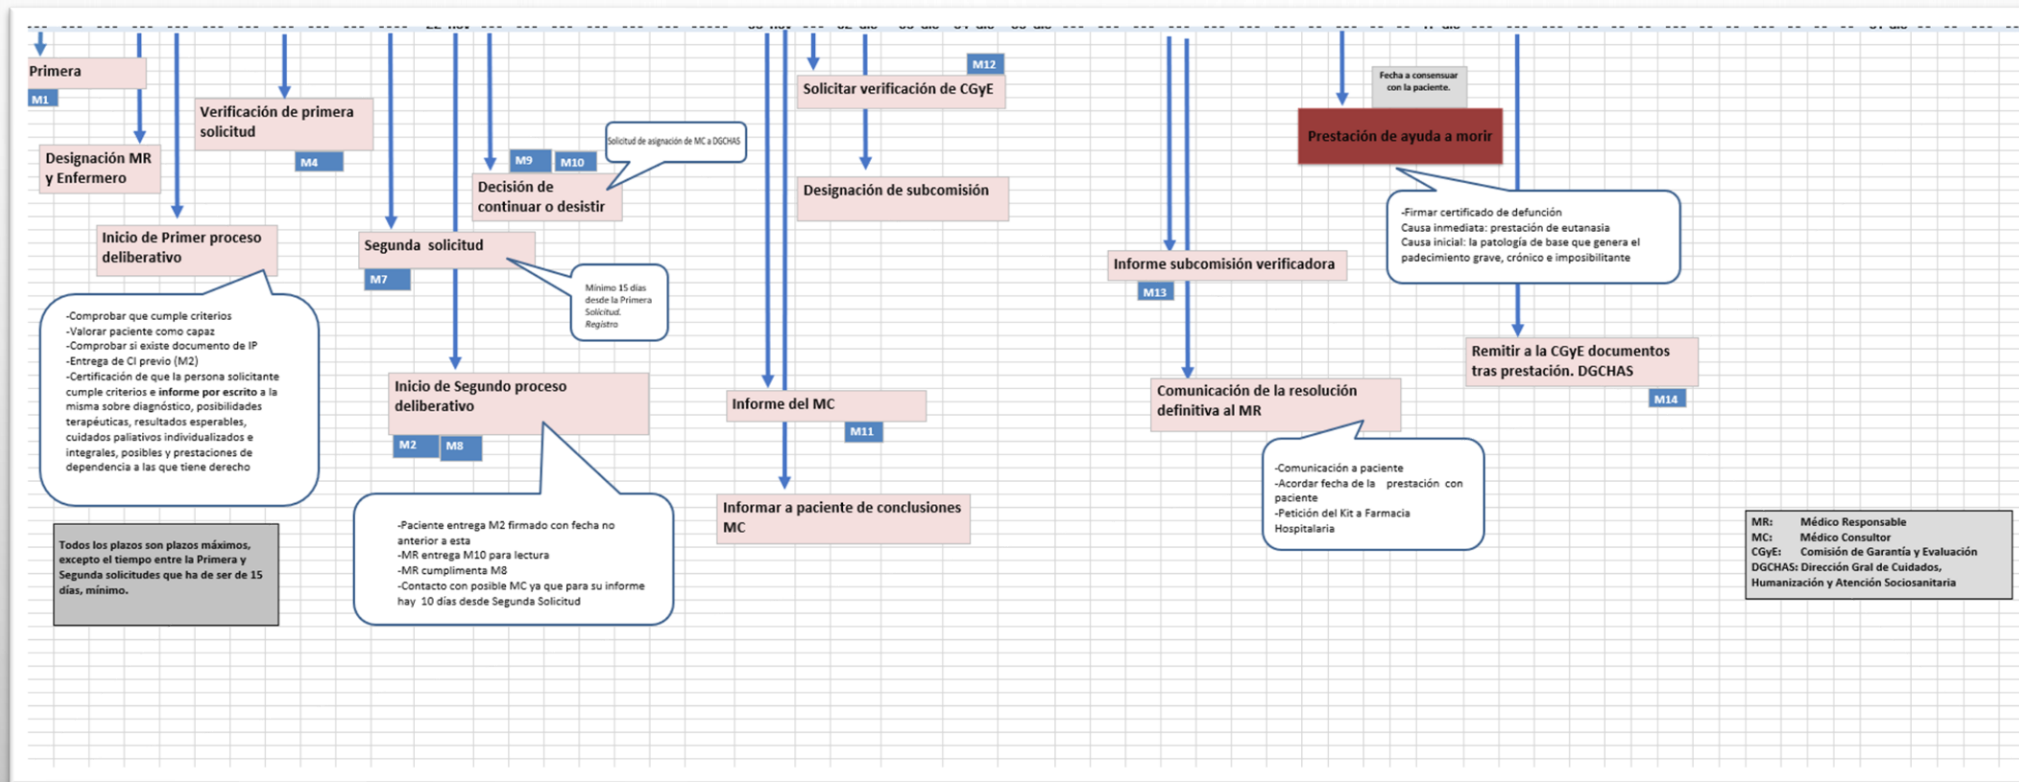 Primera
M1
Designación MR
y Enfermero
Verificación de primera
solicitud
M4
Inicio de Primer proceso
deliberativo
-Comprobar que cumple criterios
-Valorar paciente como capaz
-Comprobar si existe documento de IP
-Entrega de CI previo (M2)
-Certificación de que la persona solicitante
cumple criterios e informe por escrito a la
misma sobre diagnóstico, posibilidades
terapéuticas, resultados esperables,
cuidados paliativos individualizados e
integrales, posibles y prestaciones de
dependencia a las que tiene derecho
Todos los plazos son plazos máximos,
excepto el tiempo entre la Primera y
Segunda solicitudes que ha de ser de 15
días, mínimo.
Solicitud de asignación de MC a DGCHAS
M9
M10
Decisión de
continuar o desistir
Segunda solicitud
M7
Mínimo 15 días
desde la Primera
Solicitud.
Registro
Inicio de Segundo proceso
deliberativo
M2
M8
-Paciente entrega M2 firmado con fecha no
anterior a esta
-MR entrega M10 para lectura
-MR cumplimenta M8
-Contacto con posible MC ya que para su informe
hay 10 días desde Segunda Solicitud
M12
Solicitar verificación de CGyE
Designación de subcomisión
Informe del MC
M11
Informar a paciente de conclusiones
MC
Informe subcomisión verificadora
M13
Comunicación de la resolución
definitiva al MR
-Comunicación a paciente
-Acordar fecha de la prestación con
paciente
-Petición del Kit a Farmacia
Hospitalaria
Fecha a consensuar
con la paciente.
Prestación de ayuda a morir
-Firmar certificado de defunción
Causa inmediata: prestación de eutanasia
Causa inicial: la patología de base que genera el
padecimiento grave, crónico e imposibilitante
Remitir a la CGyE documentos
tras prestación. DGCHAS
M14
MR: Médico Responsable
MC: Médico Consultor
CGyE: Comisión de Garantía y Evaluación
DGCHAS: Dirección Gral de Cuidados,
Humanización y Atención Sociosanitaria